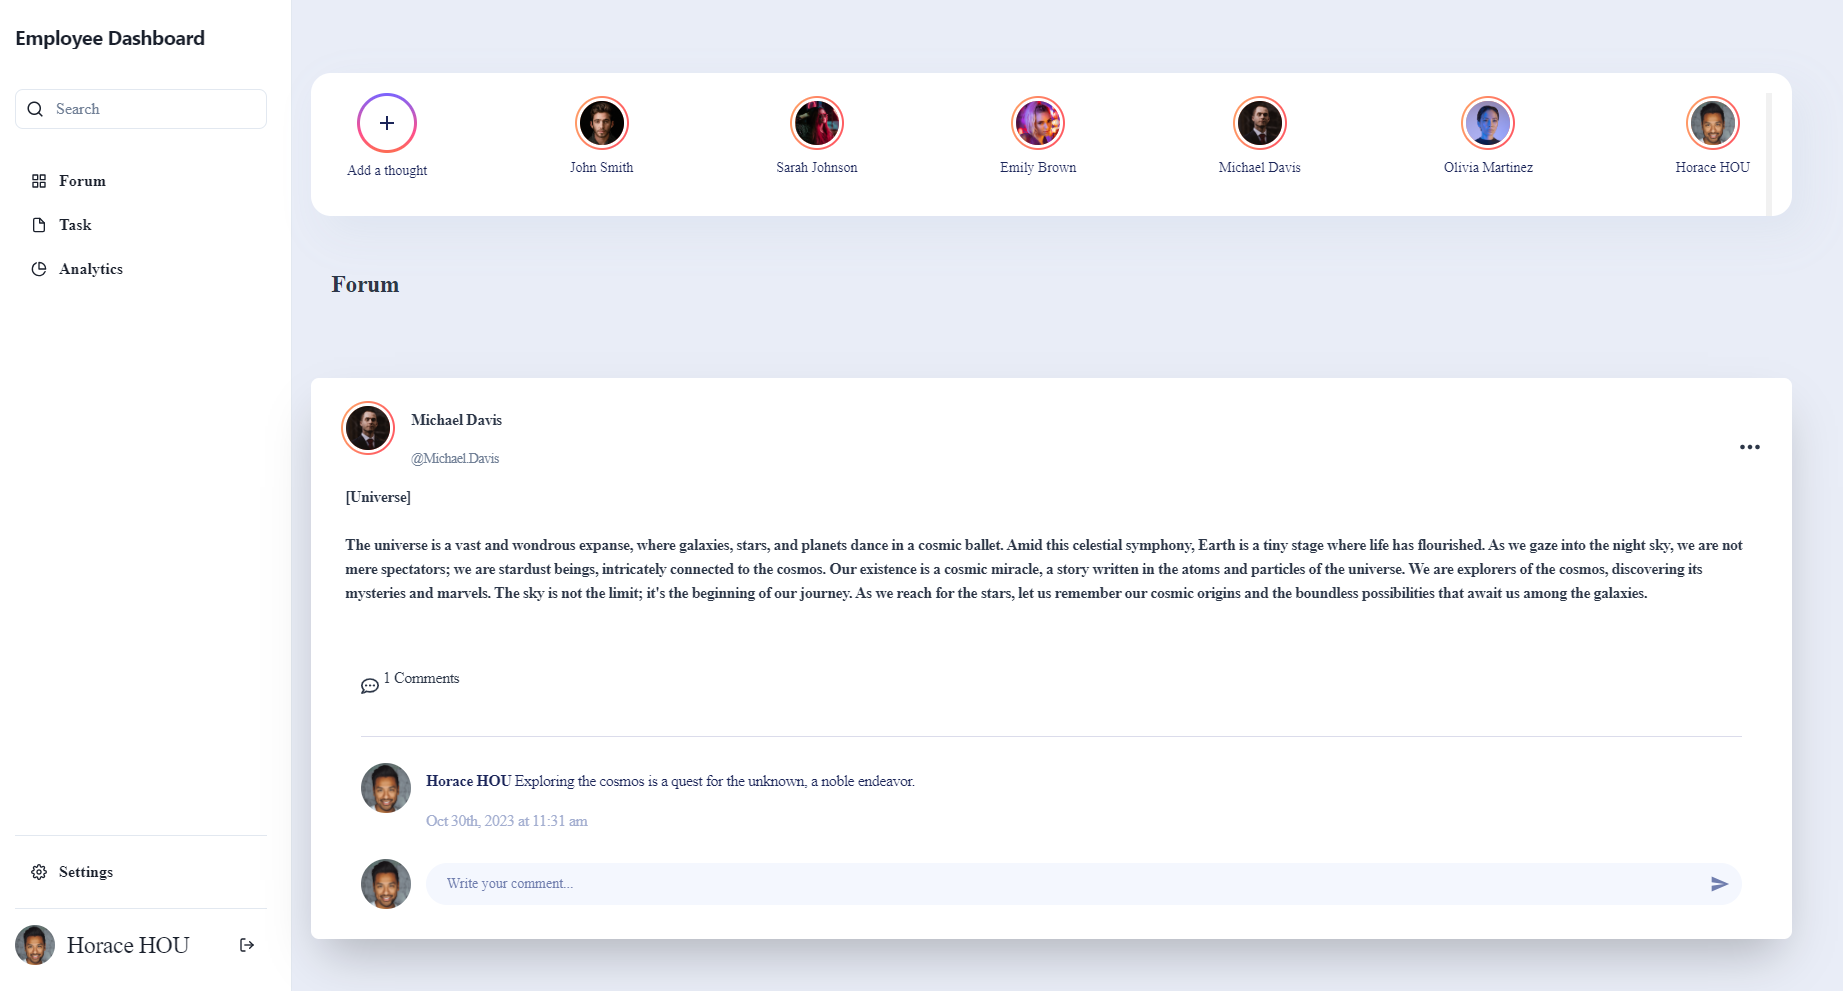 Employee Dashboard
Search
Forum
Task
Analytics
Settings
Horace HOU
Add a thought
John Smith
Sarah Johnson
Emily Brown
Michael Davis
Olivia Martinez
Horace HOU
Forum
Michael Davis
@Michael.Davis
[Universe]
The universe is a vast and wondrous expanse, where galaxies, stars, and planets dance in a cosmic ballet. Amid this celestial symphony, Earth is a tiny stage where life has flourished. As we gaze into the night sky, we are not
mere spectators; we are stardust beings, intricately connected to the cosmos. Our existence is a cosmic miracle, a story written in the atoms and particles of the universe. We are explorers of the cosmos, discovering its
mysteries and marvels. The sky is not the limit; it's the beginning of our journey. As we reach for the stars, let us remember our cosmic origins and the boundless possibilities that await us among the galaxies.
1 Comments
Horace HOU Exploring the cosmos is a quest for the unknown, a noble endeavor.
Oct 30th, 2023 at 11:31 am
Write your comment...